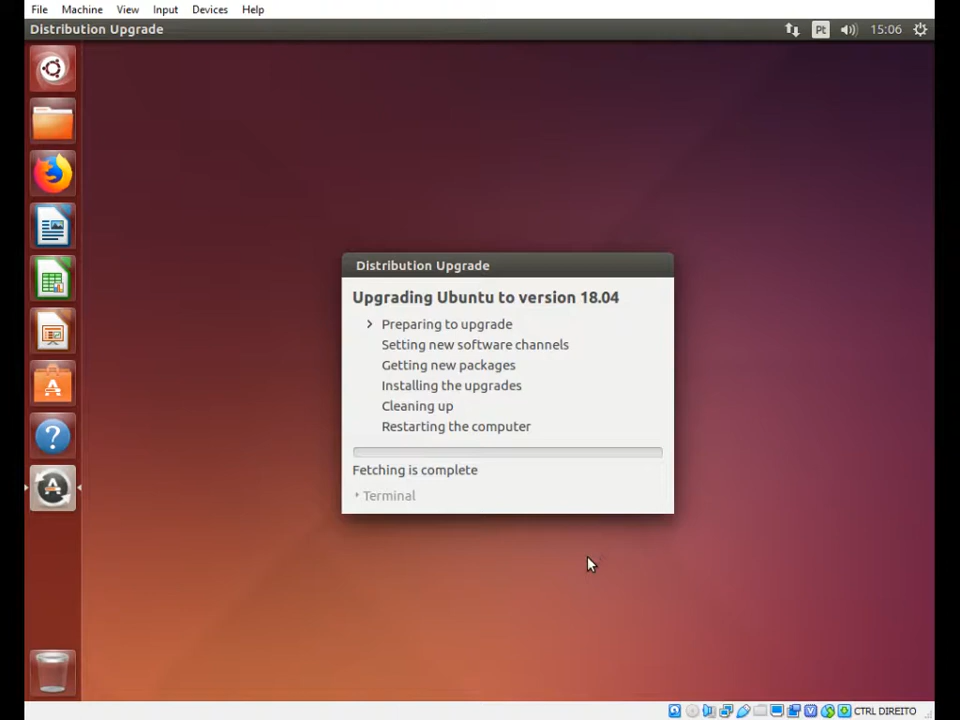 File Machine View Input Devices Help
Distribution Upgrade Pt 15:06
Distribution Upgrade
Upgrading Ubuntu to version 18.04
Preparing to upgrade
Setting new software channels
Getting new packages
Installing the upgrades
Cleaning up
Restarting the computer
Fetching is complete
Terminal
CTRL DIREITO